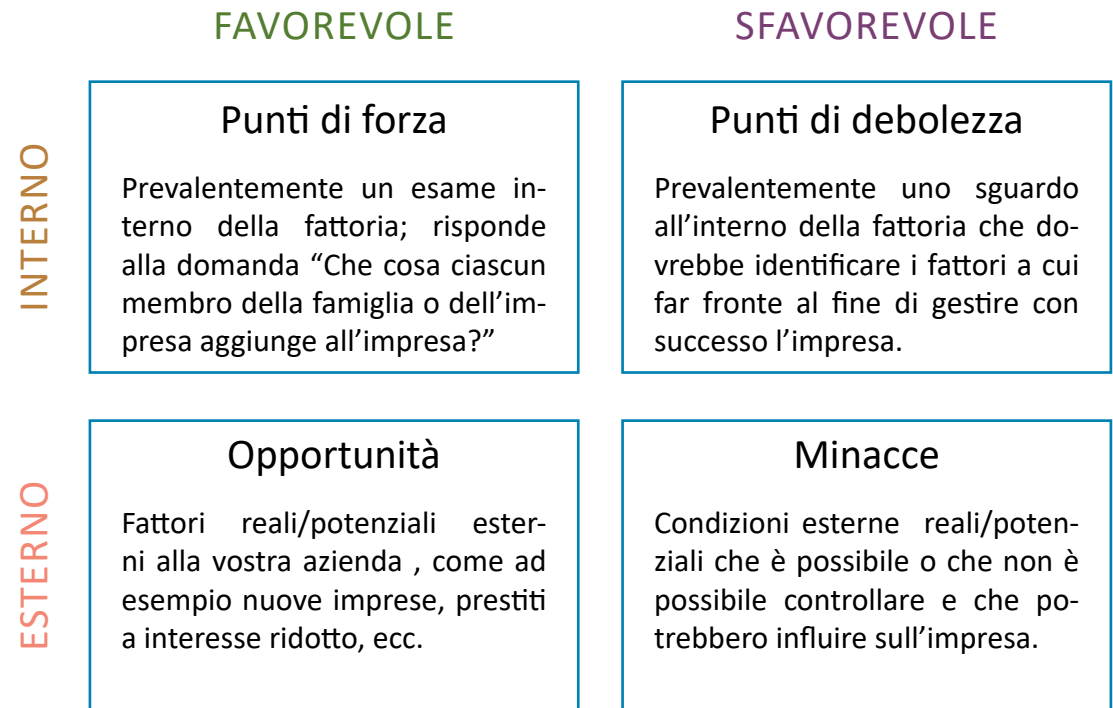 FAVOREVOLE
SFAVOREVOLE
INTERNO
Punti di forza
Prevalentemente un esame in-
terno della fattoria; risponde
alla domanda “Che cosa ciascun
membro della famiglia o dell’im-
presa aggiunge all’impresa?”
Punti di debolezza
Prevalentemente uno sguardo
all’interno della fattoria che do-
vrebbe identificare i fattori a cui
far fronte al fine di gestire con
successo l’impresa.
ESTERNO
Opportunità
Fattori reali/potenziali ester-
ni alla vostra azienda , come ad
esempio nuove imprese, prestiti
a interesse ridotto, ecc.
Minacce
Condizioni esterne reali/poten-
ziali che è possibile o che non è
possibile controllare e che po-
trebbero influire sull’impresa.